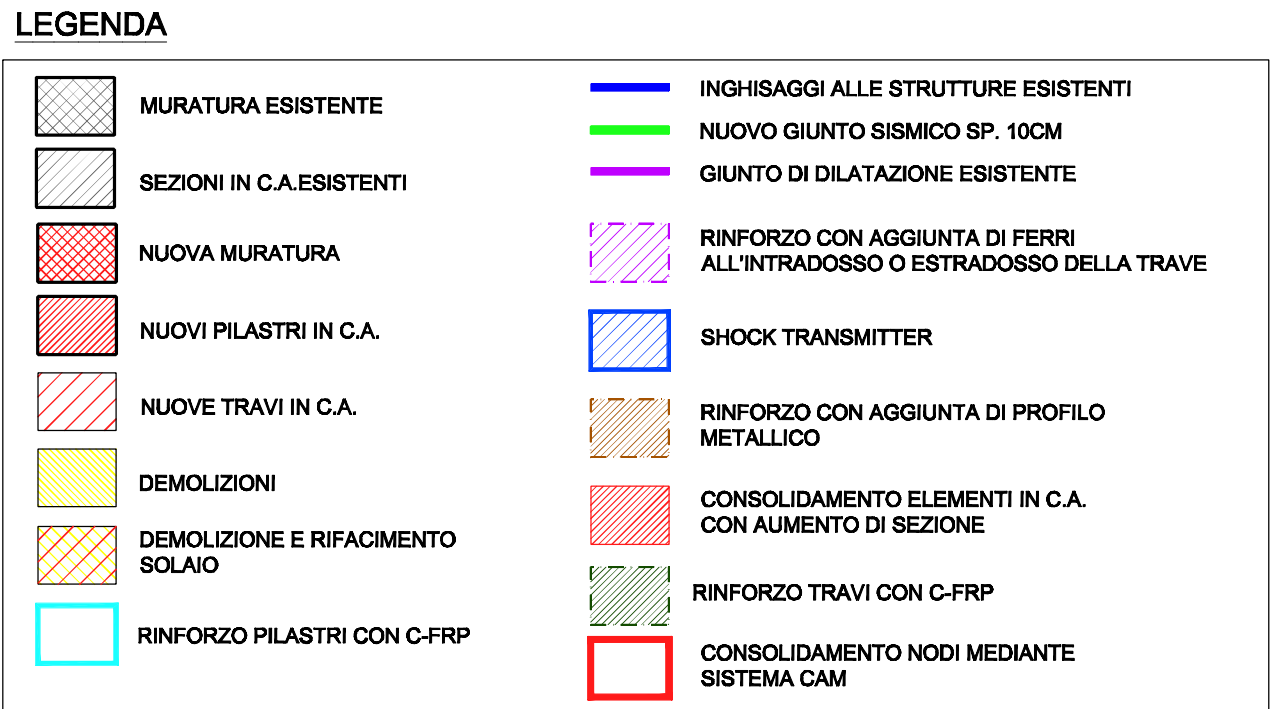 LEGENDA
MURATURA ESISTENTE
SEZIONI IN C.A.ESISTENTI
NUOVA MURATURA
NUOVI PILASTRI IN C.A.
NUOVE TRAVI IN C.A.
DEMOLIZIONI
DEMOLIZIONE E RIFACIMENTO
SOLAIO
RINFORZO PILASTRI CON C-FRP
INGHISAGGI ALLE STRUTTURE ESISTENTI
NUOVO GIUNTO SISMICO SP. 10CM
GIUNTO DI DILATAZIONE ESISTENTE
RINFORZO CON AGGIUNTA DI FERRI
ALL'INTRADOSSO O ESTRADOSSO DELLA TRAVE
SHOCK TRANSMITTER
RINFORZO CON AGGIUNTA DI PROFILO
METALLICO
CONSOLIDAMENTO ELEMENTI IN C.A.
CON AUMENTO DI SEZIONE
RINFORZO TRAVI CON C-FRP
CONSOLIDAMENTO NODI MEDIANTE
SISTEMA CAM